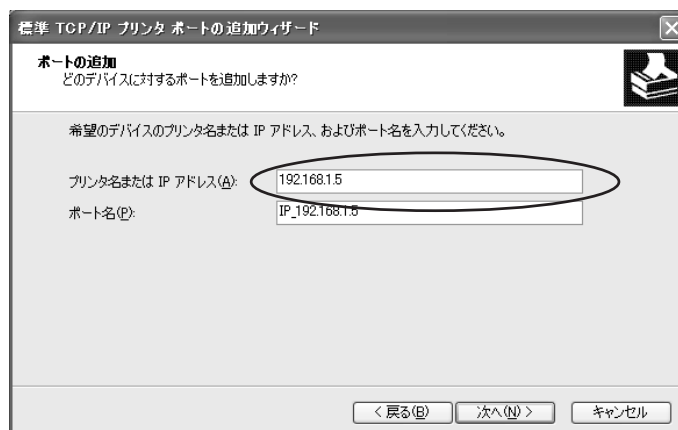 標準 TCP/IP プリンタ ポートの追加ウィザード
ポートの追加
どのデバイスに対するポートを追加しますか?
希望のデバイスのプリンタ名または IP アドレス、およびポート名を入力してください。
プリンタ名または IP アドレス(A):
192.168.1.5
ポート名(P):
IP_192.168.1.5
< 戻る(B)
次へ(N) >
キャンセル